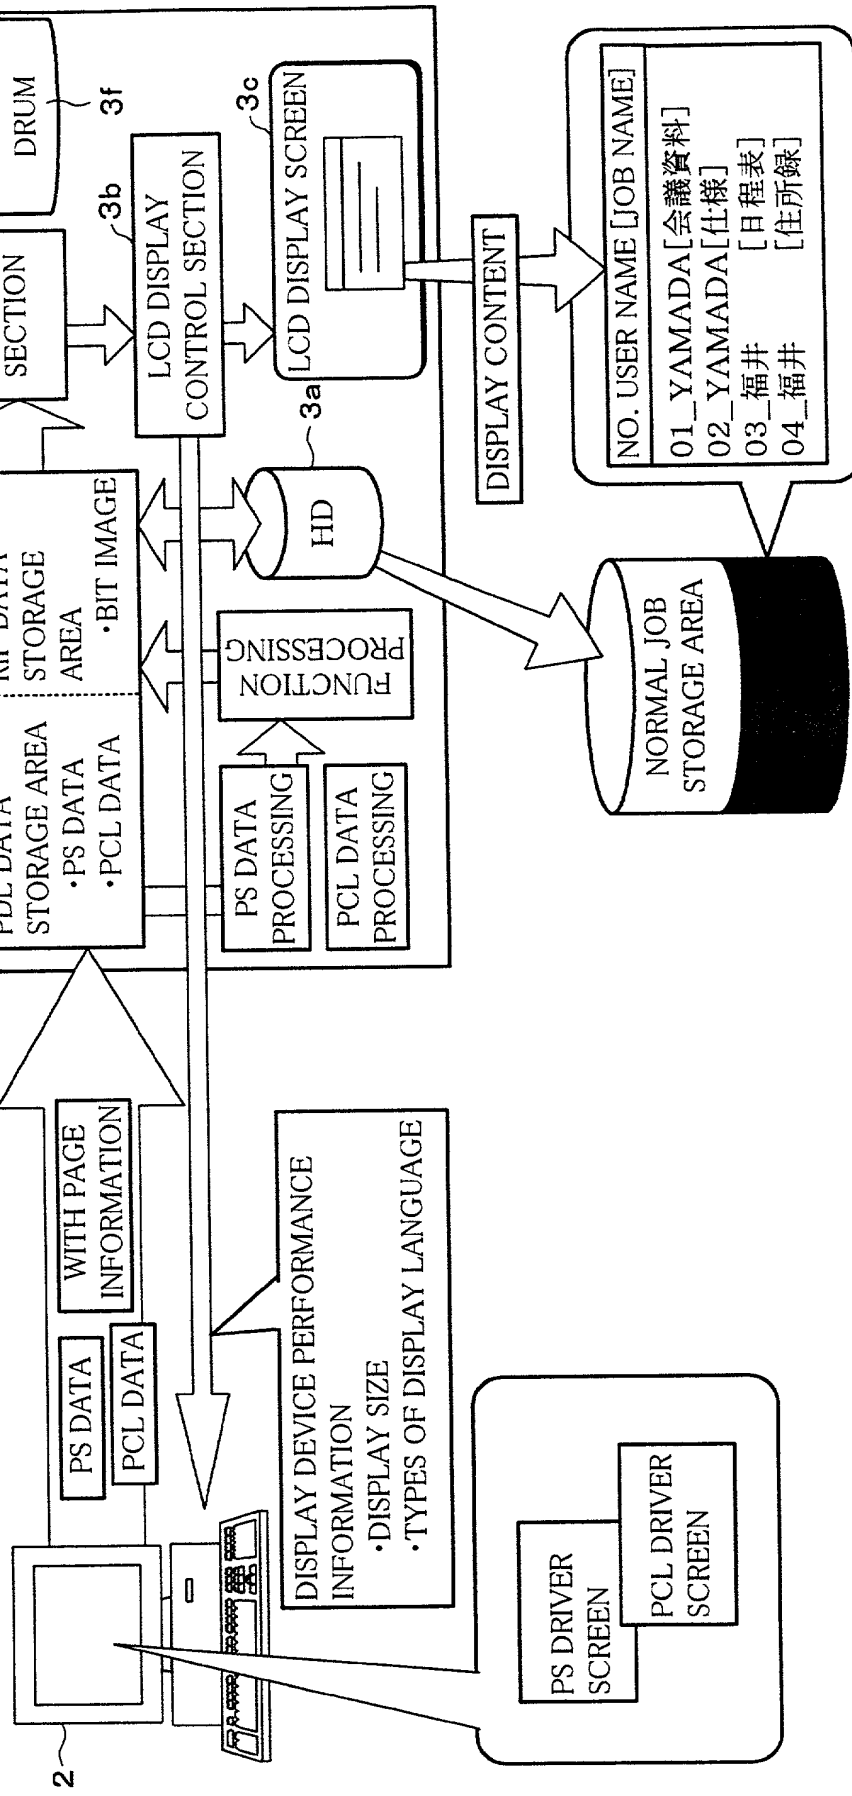 2
PS DATA
PCL DATA
WITH PAGE
INFORMATION
PDL DATA
STORAGE AREA
・PS DATA
・PCL DATA
STORAGE
AREA
・BIT IMAGE
SECTION
DRUM
3f
LCD DISPLAY
CONTROL SECTION
3b
LCD DISPLAY SCREEN
3c
HD
3a
FUNCTION
PROCESSING
PS DATA
PROCESSING
PCL DATA
PROCESSING
DISPLAY DEVICE PERFORMANCE
INFORMATION
・DISPLAY SIZE
・TYPES OF DISPLAY LANGUAGE
PS DRIVER
SCREEN
PCL DRIVER
SCREEN
DISPLAY CONTENT
NORMAL JOB
STORAGE AREA
NO. USER NAME [JOB NAME]
01_YAMADA[会議資料]
02_YAMADA[仕様]
03_福井 [日程表]
04_福井 [住所録]